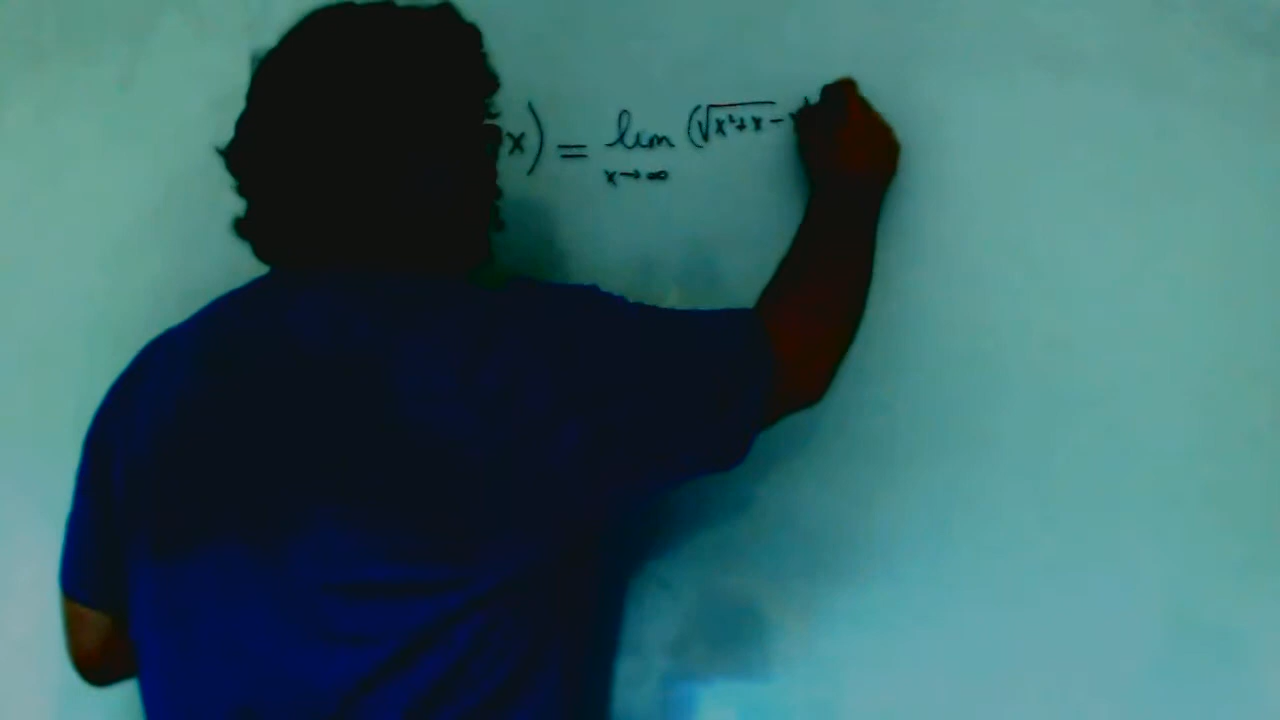 x) = lim (√x²+x -
x→∞